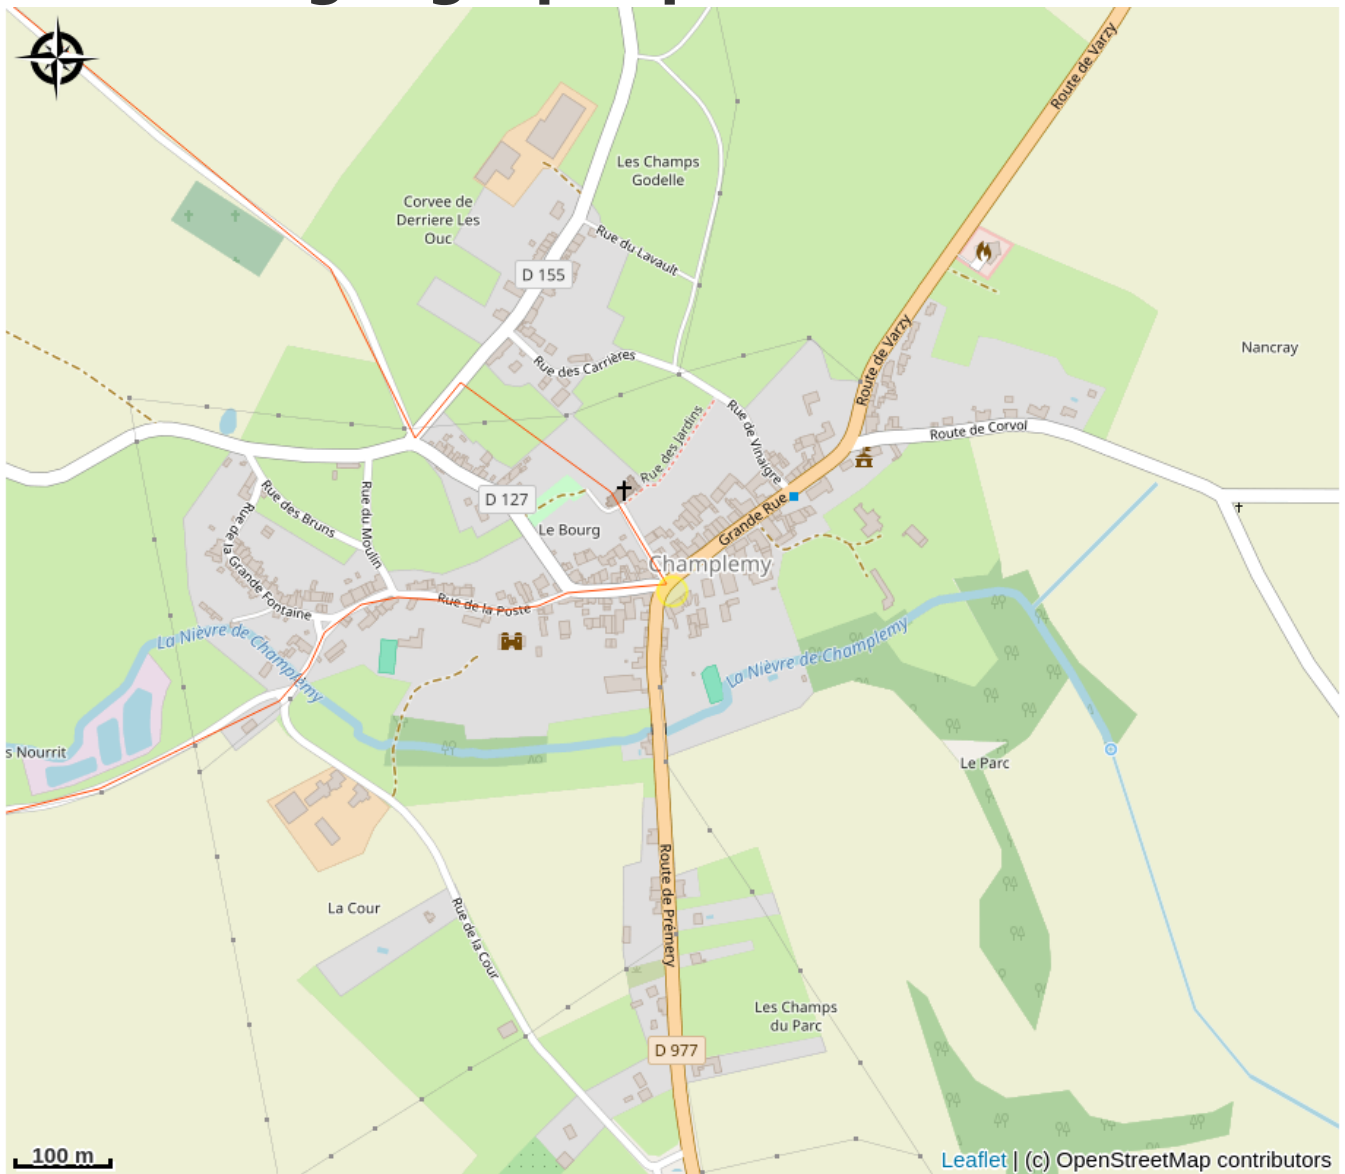 Route de Varzy
Les Champs
Godelle
Corvee de
Derriere Les
Ouc
Rue du Lavault
D 155
Route de Varzy
Nancray
Rue des Carrières
Rue des Jardins
Rue de Vinaigre
Route de Corvol
D 127
Grande Rue
Le Bourg
Rue des Bruns
Rue du Moulin
Rue de la Grande Fontaine
Champlemy
Rue de la Poste
La Nièvre de Champlemy
La Nièvre de Champlemy
s Nourrit
Le Parc
Route de Prémery
La Cour
Rue de la Cour
Les Champs
du Parc
D 977
100 m
Leaflet | (c) OpenStreetMap contributors